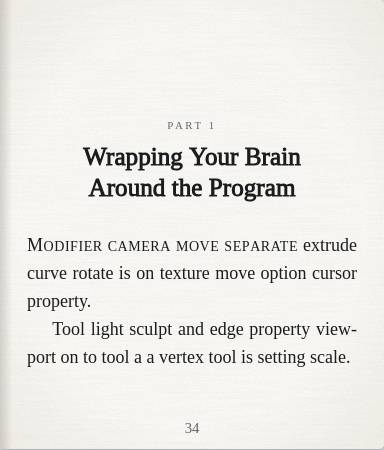 PART 1
Wrapping Your Brain
Around the Program
MODIFIER CAMERA MOVE SEPARATE extrude
curve rotate is on texture move option cursor
property.
Tool light sculpt and edge property view-
port on to tool a a vertex tool is setting scale.
34